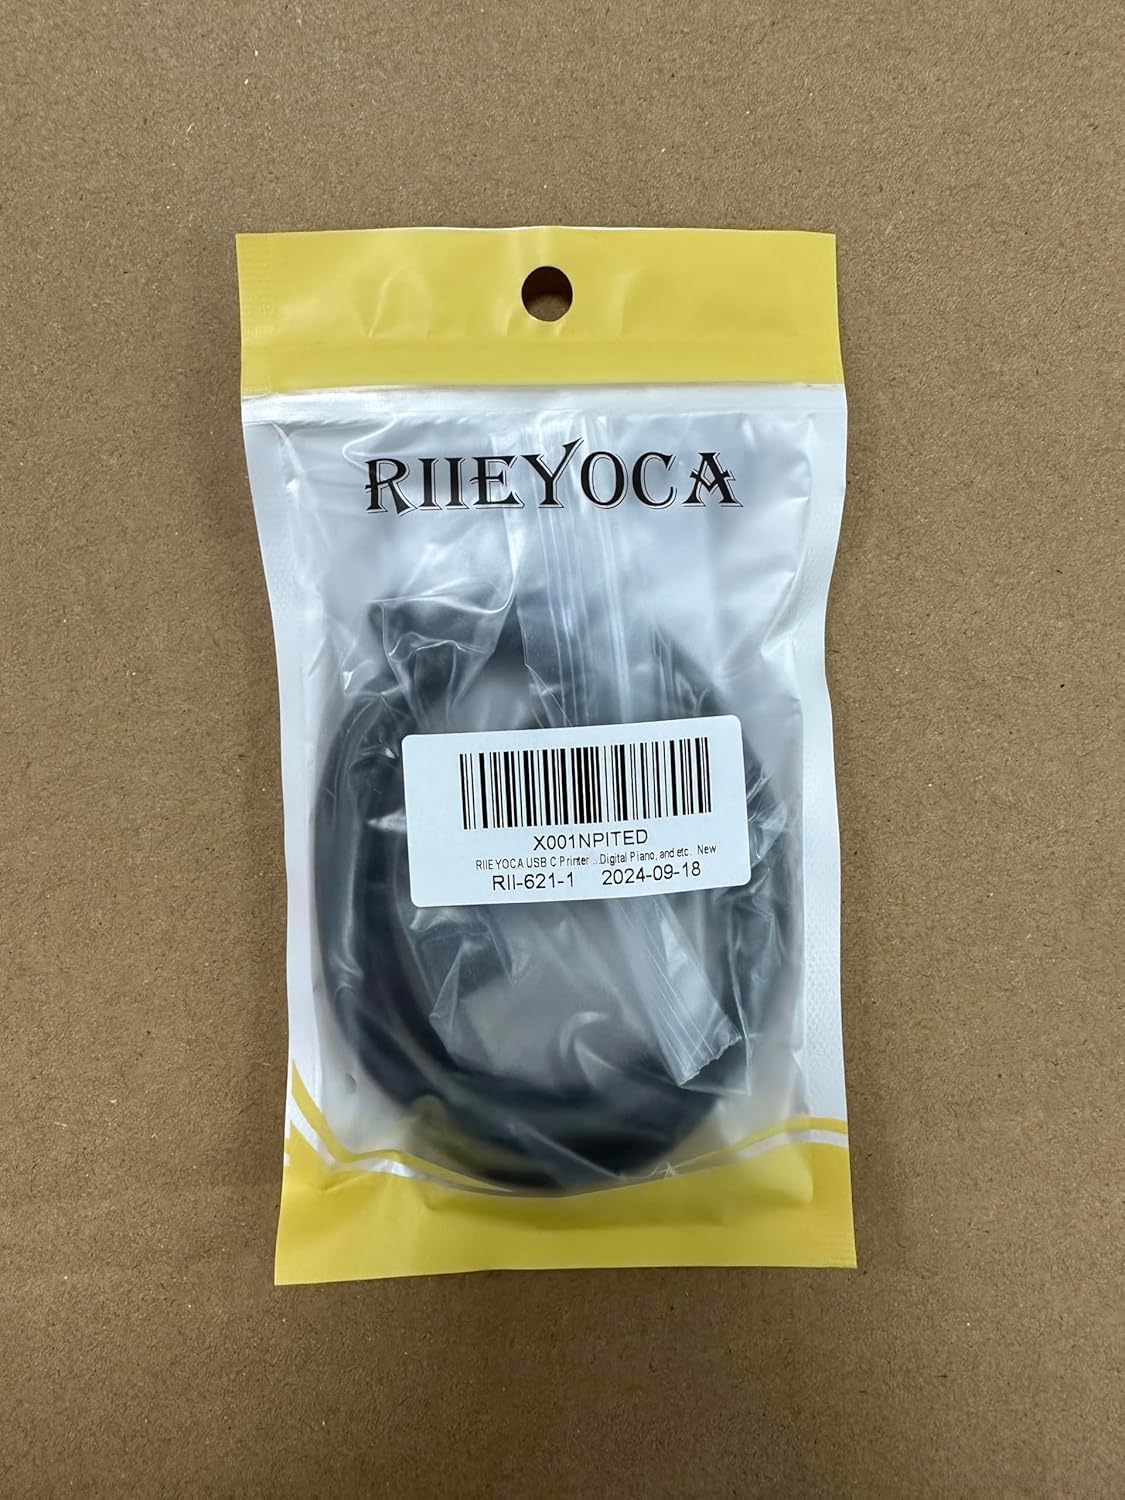 RIIEYOCA
X001NPITED
RIIEYOCA USB C Printer ...Digital Piano, and etc. New
RII-621-1 2024-09-18